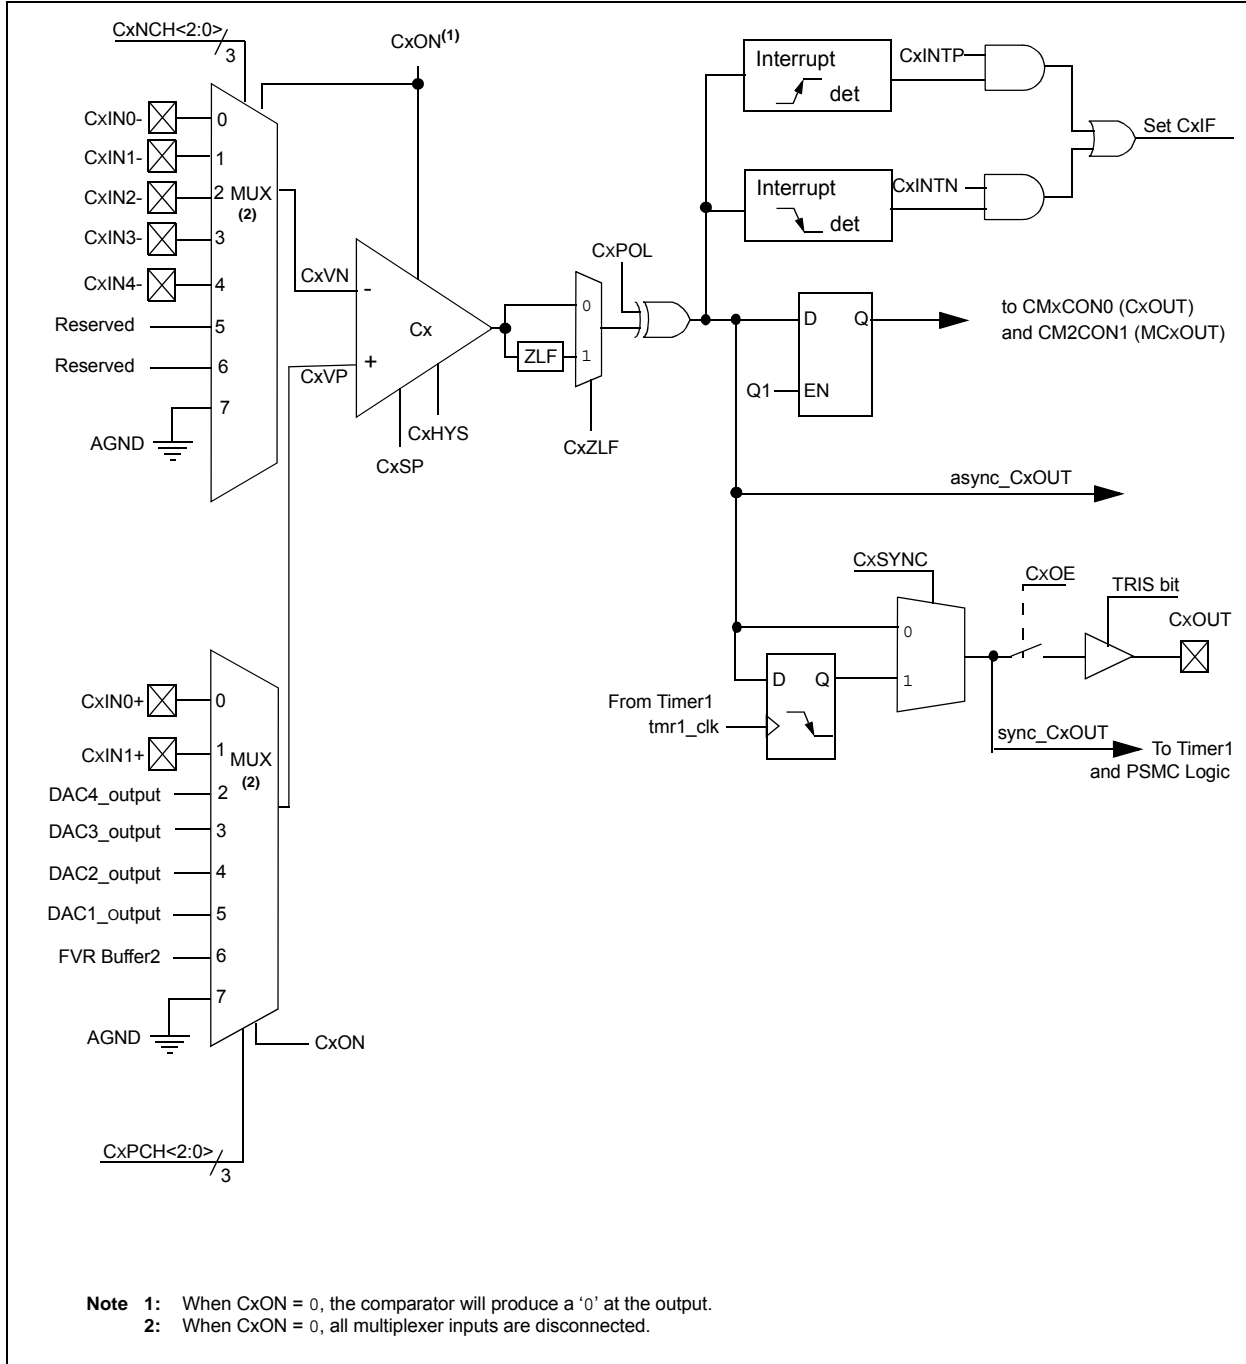 CxNCH<2:0>
3
CxON(1)
CxIN0-
0
CxIN1-
1
CxIN2-
2
MUX
(2)
CxIN3-
3
CxIN4-
4
Reserved
5
Reserved
6
7
AGND
CxVN
-
Cx
+
CxVP
CxHYS
CxSP
ZLF
0
1
CxZLF
CxPOL
Interrupt
det
CxINTP
Interrupt
det
CxINTN
Set CxIF
D
Q
Q1
EN
to CMxCON0 (CxOUT)
and CM2CON1 (MCxOUT)
async_CxOUT
CxSYNC
0
1
D
Q
From Timer1
tmr1_clk
CxOE
TRIS bit
CxOUT
sync_CxOUT
To Timer1
and PSMC Logic
CxIN0+
0
CxIN1+
1
MUX
(2)
DAC4_output
2
DAC3_output
3
DAC2_output
4
DAC1_output
5
FVR Buffer2
6
7
AGND
CxON
CxPCH<2:0>
3
Note 1: When CxON = 0, the comparator will produce a ‘0’ at the output.
2: When CxON = 0, all multiplexer inputs are disconnected.